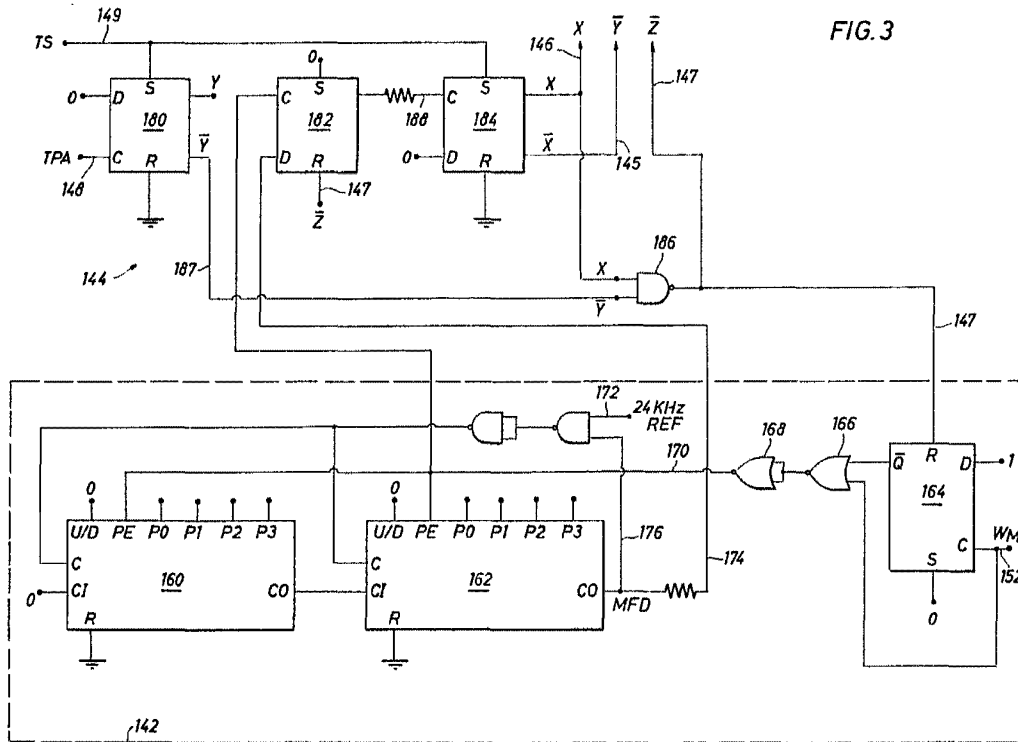 FIG.3
149
TS
146
X
Y̅
Z̅
147
0
S
0
D
180
Y
Y̅
TPA
C
R
148
0
S
C
182
D
R
147
Z̅
188
S
C
184
0
D
R
X
X̅
145
144
187
X
Y̅
186
147
172
24 KHz
REF
170
168
166
Q̅
R
D
1
164
C
WM
152
S
0
0
U/D
PE
P0
P1
P2
P3
C
0
CI
160
CO
R
0
U/D
PE
P0
P1
P2
P3
C
CI
162
CO
R
MFD
176
174
142